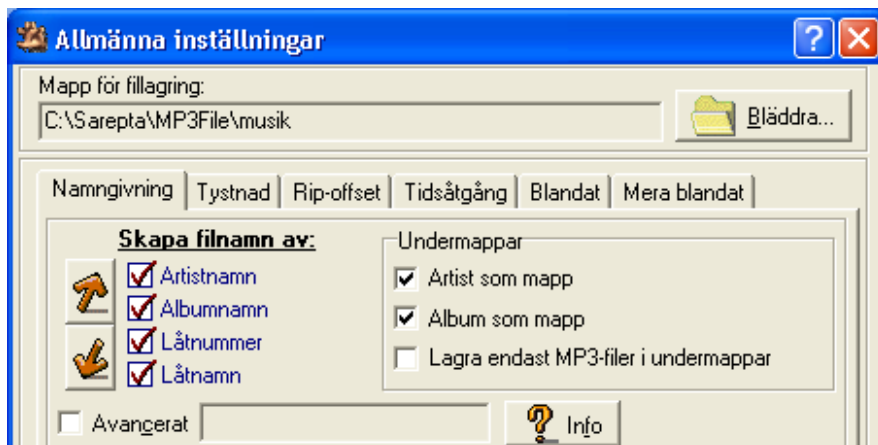 Allmänna inställningar
Mapp för fillagring:
C:\Sarepta\MP3File\musik
Bläddra...
Namngivning Tystnad Rip-offset Tidsåtgång Blandat Mera blandat
Skapa filnamn av:
Artistnamn
Albumnamn
Låtnummer
Låtnamn
Undermappar
Artist som mapp
Album som mapp
Lagra endast MP3-filer i undermappar
Avancerat
Info